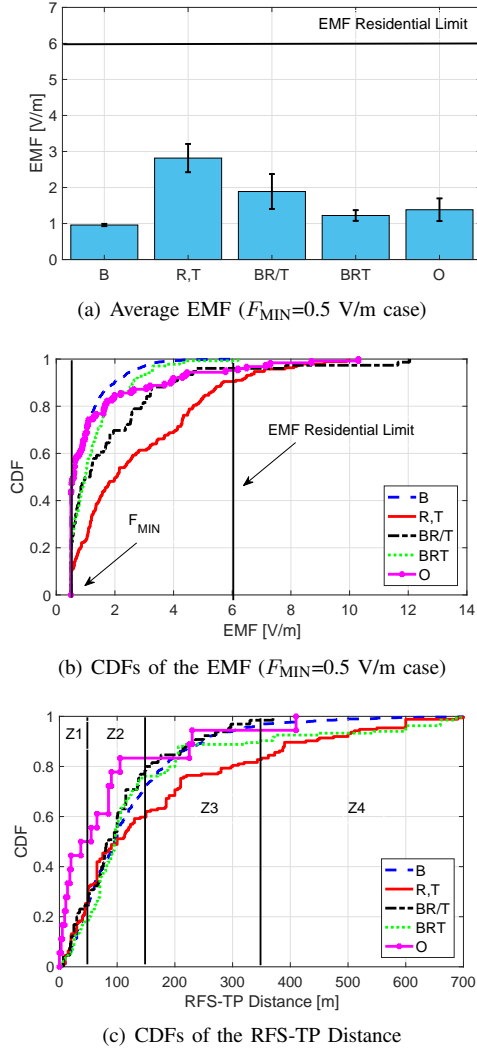 7
6
5
4
3
2
1
0
EMF [V/m]
EMF Residential Limit
B R,T BR/T BRT O
(a) Average EMF (F_MIN=0.5 V/m case)
1
0.8
0.6
0.4
0.2
0
CDF
EMF Residential Limit
F_MIN
B
R,T
BR/T
BRT
O
0 2 4 6 8 10 12 14
EMF [V/m]
(b) CDFs of the EMF (F_MIN=0.5 V/m case)
1
0.8
0.6
0.4
0.2
0
CDF
Z1 Z2
Z3 Z4
B
R,T
BR/T
BRT
O
0 100 200 300 400 500 600 700
RFS-TP Distance [m]
(c) CDFs of the RFS-TP Distance